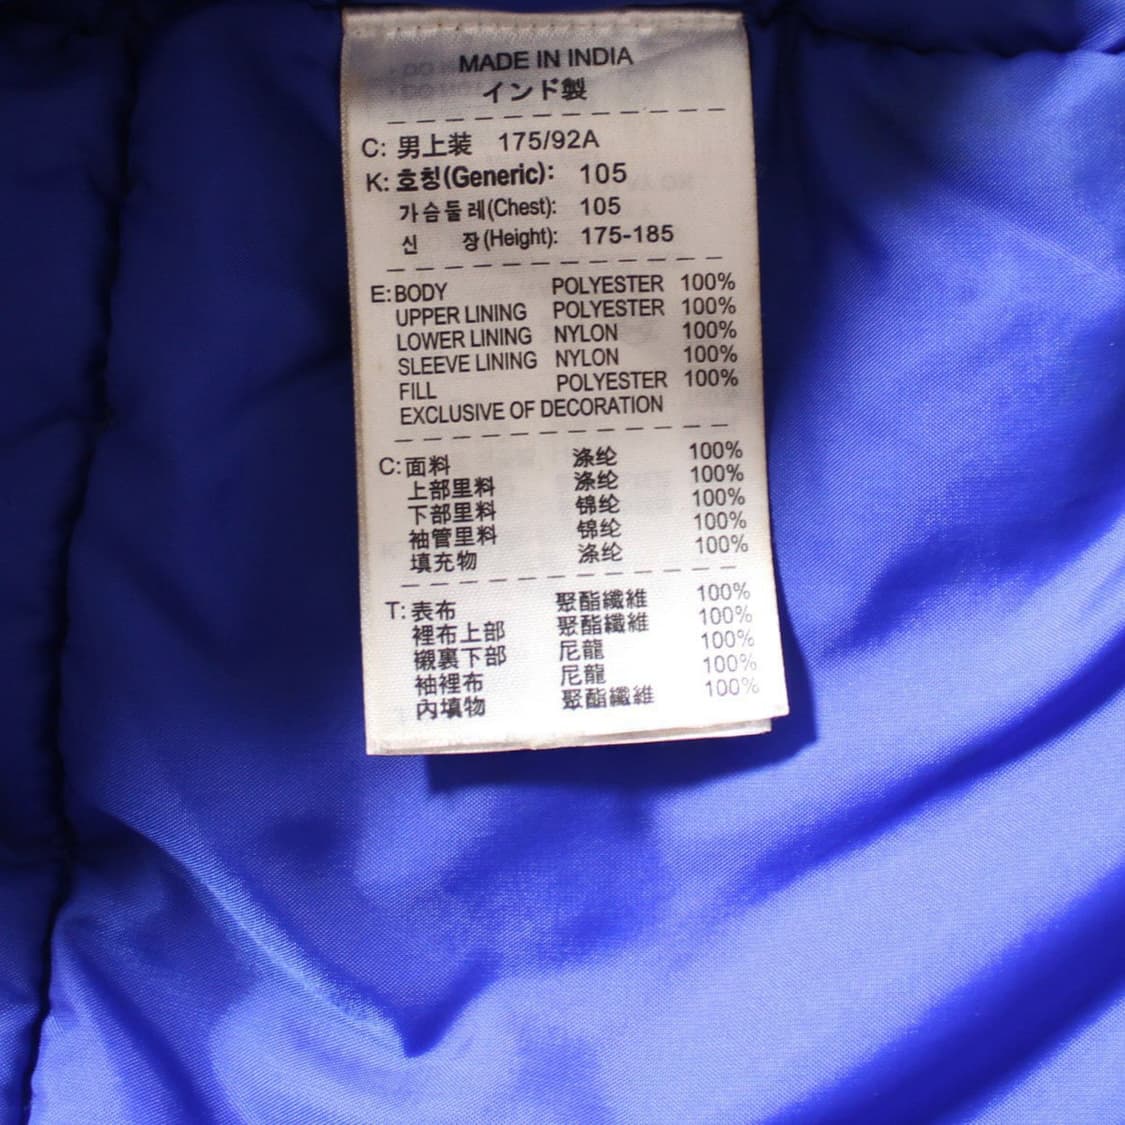 MADE IN INDIA
インド製
C: 男上装 175/92A
K: 호칭(Generic): 105
가슴둘레(Chest): 105
신 장(Height): 175-185
E: BODY POLYESTER 100%
UPPER LINING POLYESTER 100%
LOWER LINING NYLON 100%
SLEEVE LINING NYLON 100%
FILL POLYESTER 100%
EXCLUSIVE OF DECORATION
C: 面料 涤纶 100%
上部里料 涤纶 100%
下部里料 锦纶 100%
袖管里料 锦纶 100%
填充物 涤纶 100%
T: 表布 聚酯纖維 100%
裡布上部 聚酯纖維 100%
襯裏下部 尼龍 100%
袖裡布 尼龍 100%
內填物 聚酯纖維 100%